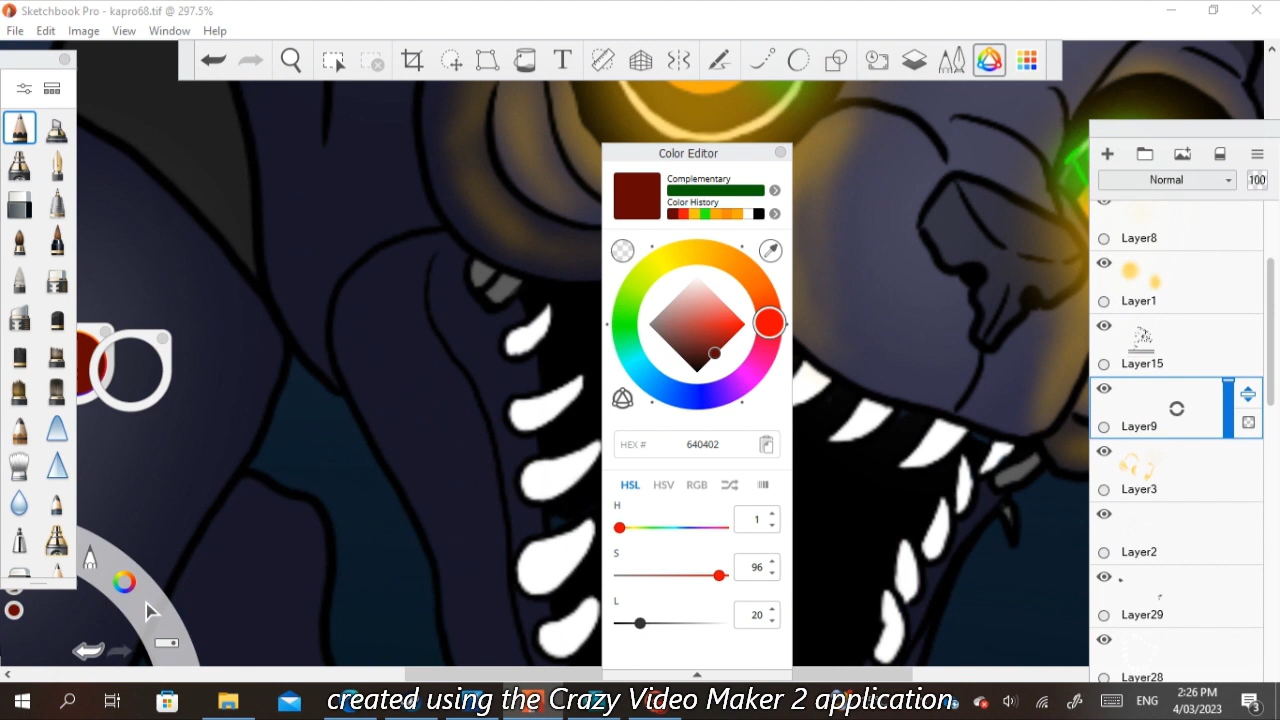 Sketchbook Pro - kapro68.tif @ 297.5%
File Edit Image View Window Help
T
Color Editor
Complementary
Color History
HEX # 640402
HSL HSV RGB
H 1
S 96
L 20
Normal 100
Layer8
Layer1
Layer15
Layer9
Layer3
Layer2
Layer29
Layer28
created using the Crazy Video Maker 2 application.
ENG
2:26 PM
4/03/2023
3